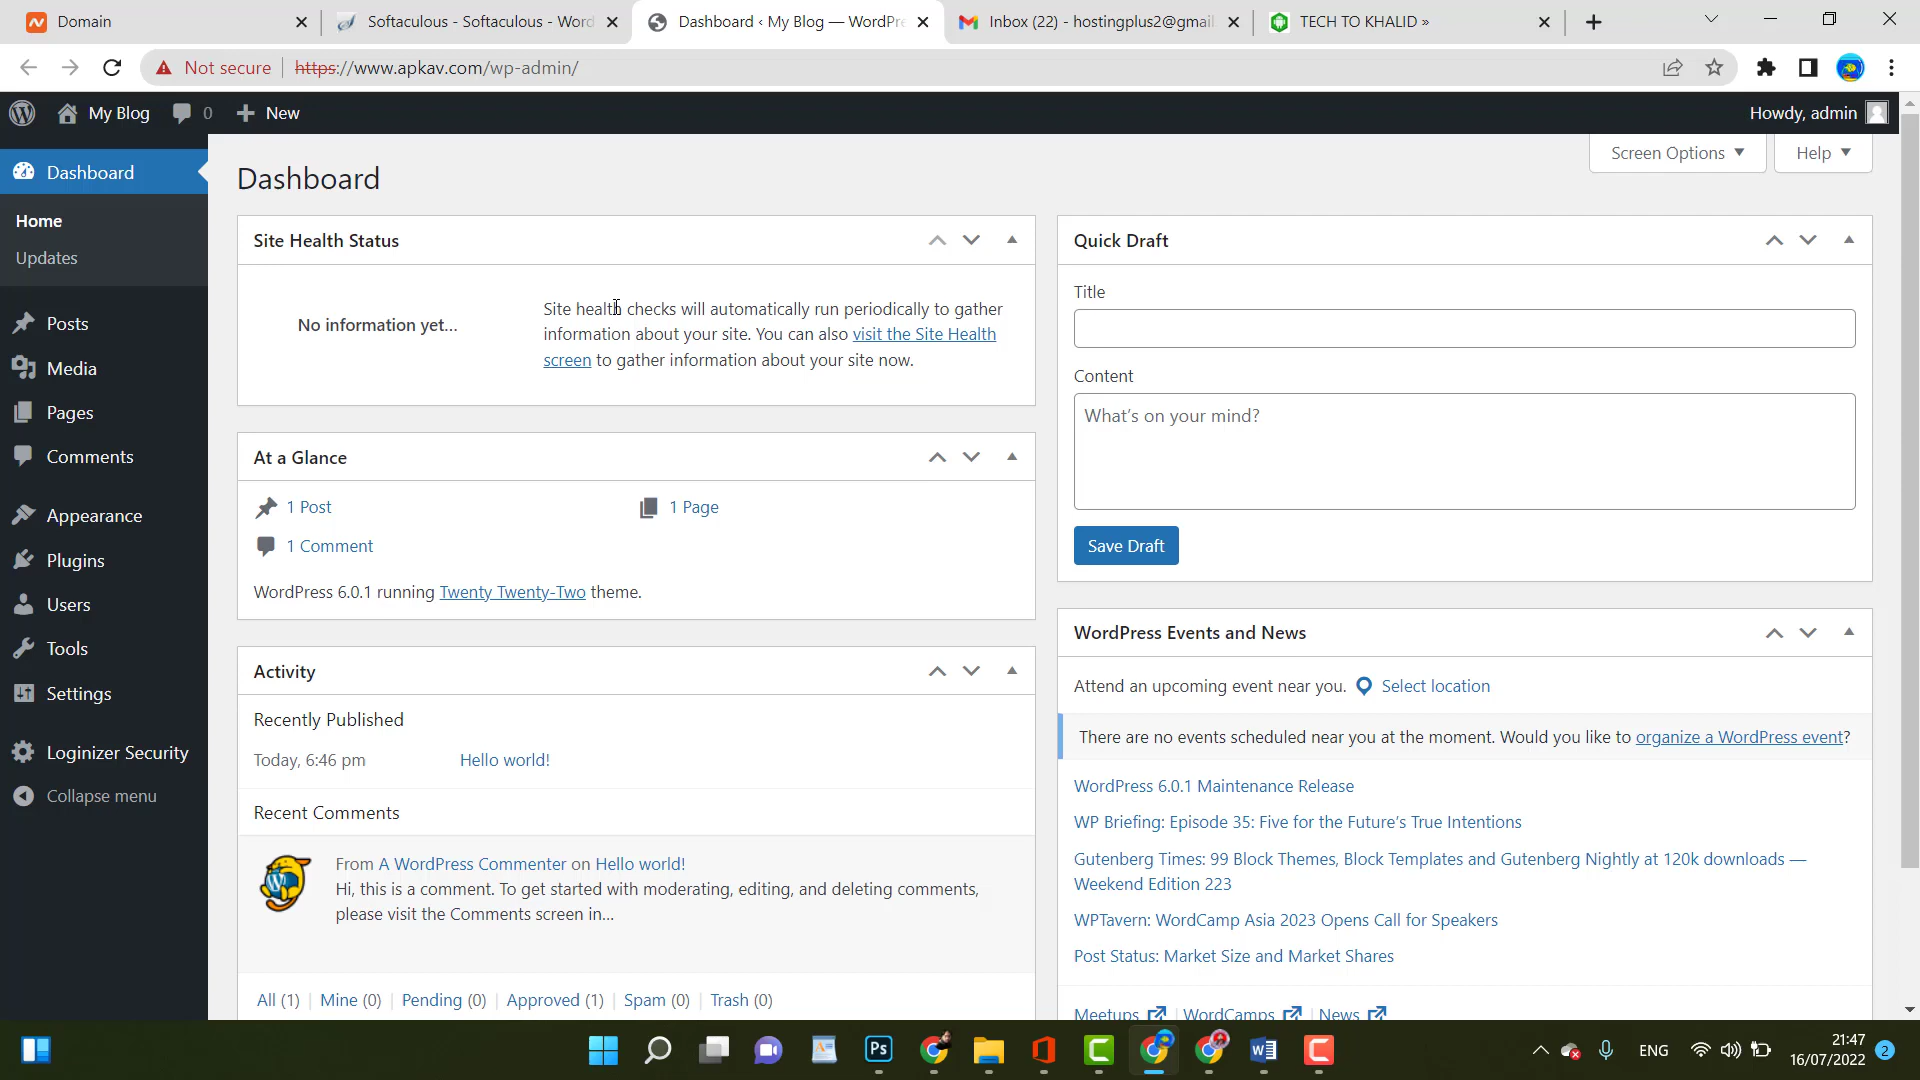 Domain
Softaculous - Softaculous - Word
Dashboard ‹ My Blog — WordPre
Inbox (22) - hostingplus2@gmail
TECH TO KHALID »
Not secure
https://www.apkav.com/wp-admin/
My Blog
0
New
Howdy, admin
Dashboard
Home
Updates
Posts
Media
Pages
Comments
Appearance
Plugins
Users
Tools
Settings
Loginizer Security
Collapse menu
Screen Options
Help
Dashboard
Site Health Status
No information yet...
Site health checks will automatically run periodically to gather
information about your site. You can also visit the Site Health
screen to gather information about your site now.
At a Glance
1 Post
1 Page
1 Comment
WordPress 6.0.1 running Twenty Twenty-Two theme.
Activity
Recently Published
Today, 6:46 pm
Hello world!
Recent Comments
From A WordPress Commenter on Hello world!
Hi, this is a comment. To get started with moderating, editing, and deleting comments,
please visit the Comments screen in...
All (1) | Mine (0) | Pending (0) | Approved (1) | Spam (0) | Trash (0)
Quick Draft
Title
Content
What's on your mind?
Save Draft
WordPress Events and News
Attend an upcoming event near you.
Select location
There are no events scheduled near you at the moment. Would you like to organize a WordPress event?
WordPress 6.0.1 Maintenance Release
WP Briefing: Episode 35: Five for the Future's True Intentions
Gutenberg Times: 99 Block Themes, Block Templates and Gutenberg Nightly at 120k downloads —
Weekend Edition 223
WPTavern: WordCamp Asia 2023 Opens Call for Speakers
Post Status: Market Size and Market Shares
Meetups | WordCamps | News
Ps
ENG
21:47
16/07/2022
2